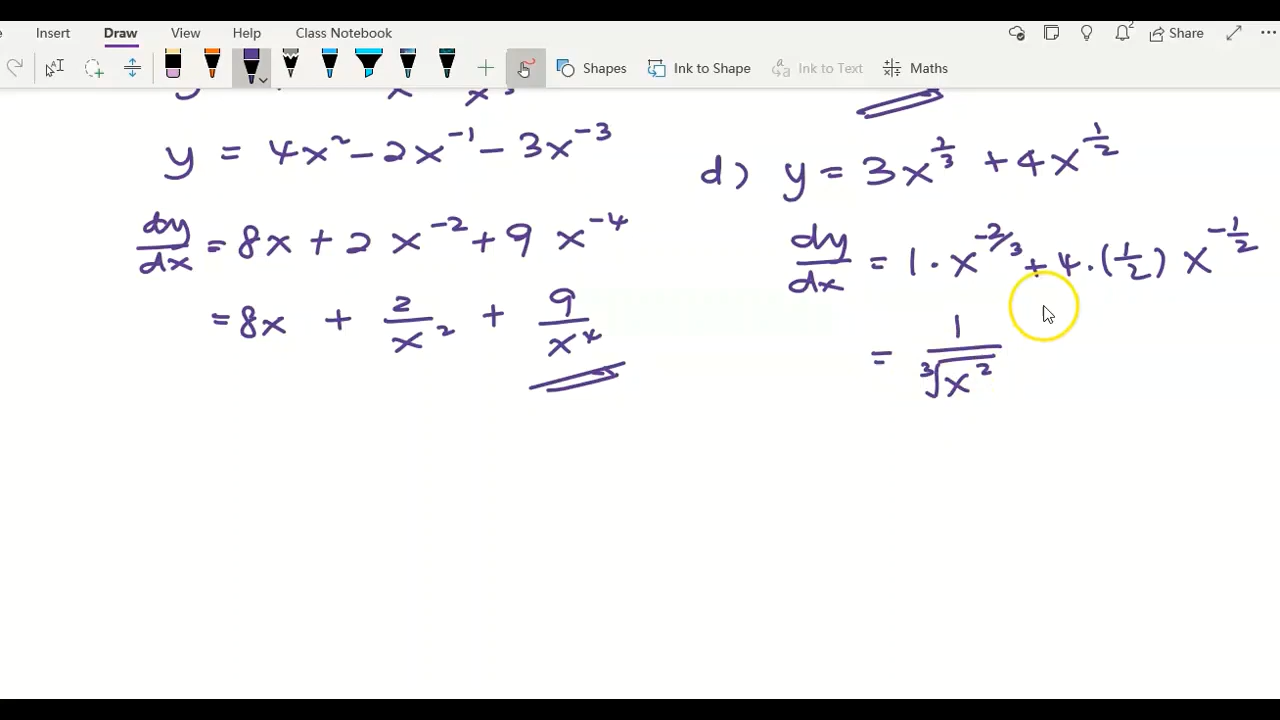 Insert Draw View Help Class Notebook 2 Share
Shapes Ink to Shape Ink to Text Maths
y = 4x² − 2x⁻¹ − 3x⁻³
dy/dx = 8x + 2x⁻² + 9x⁻⁴
= 8x + 2/x² + 9/x⁴
d) y = 3x^(2/3) + 4x^(1/2)
dy/dx = 1 · x^(−2/3) + 4 · (1/2) x^(−1/2)
= 1/∛x²